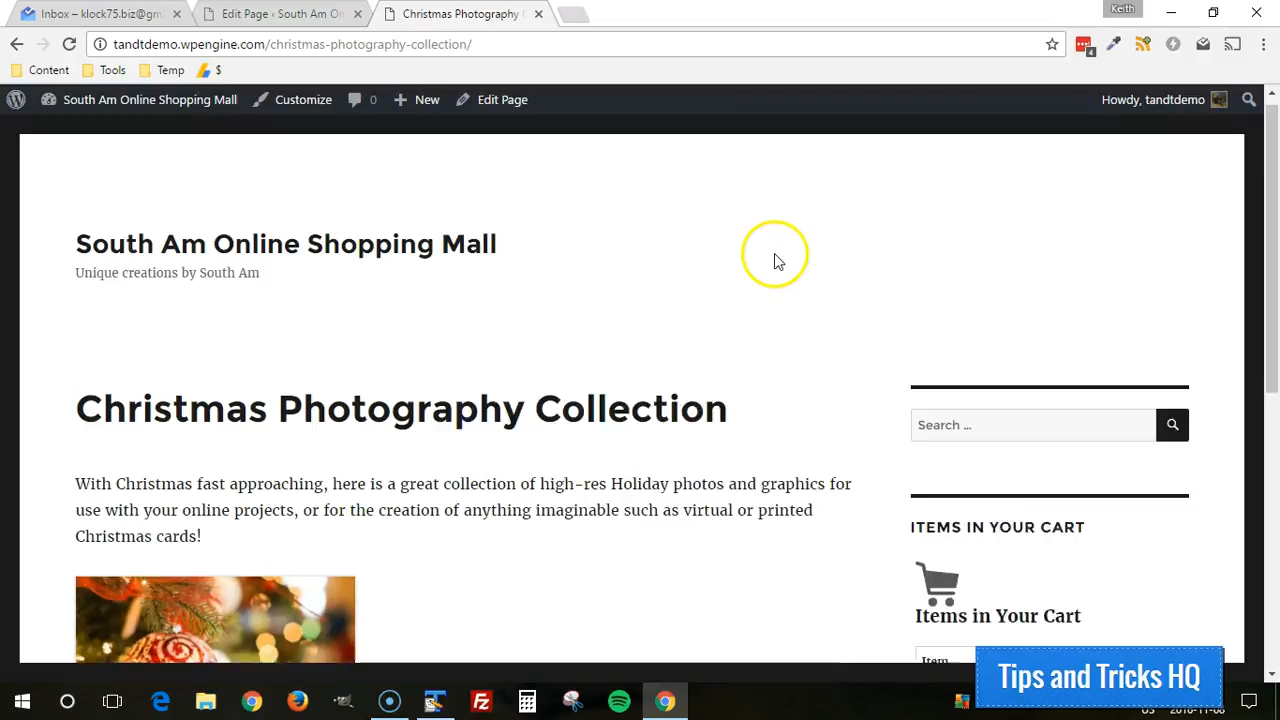 Keith
Inbox – klock75.biz@gm
Edit Page ‹ South Am On
Christmas Photography C
tandtdemo.wpengine.com/christmas-photography-collection/
4
Content
Tools
Temp
$
South Am Online Shopping Mall
Customize
0
New
Edit Page
Howdy, tandtdemo
South Am Online Shopping Mall
Unique creations by South Am
Christmas Photography Collection
With Christmas fast approaching, here is a great collection of high-res Holiday photos and graphics for
use with your online projects, or for the creation of anything imaginable such as virtual or printed
Christmas cards!
Search …
ITEMS IN YOUR CART
Items in Your Cart
Item
Tips and Tricks HQ
US
2016-11-08